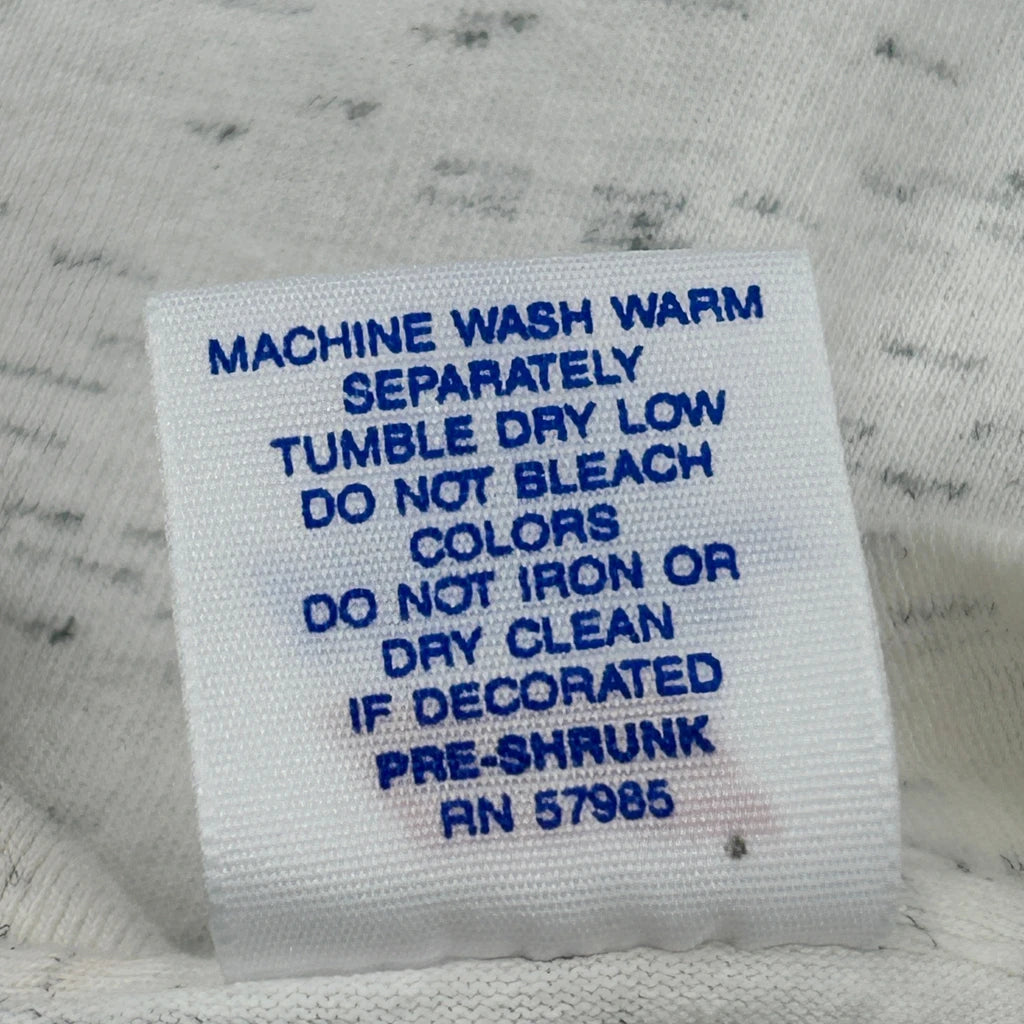 MACHINE WASH WARM
SEPARATELY
TUMBLE DRY LOW
DO NOT BLEACH
COLORS
DO NOT IRON OR
DRY CLEAN
IF DECORATED
PRE-SHRUNK
RN 57985